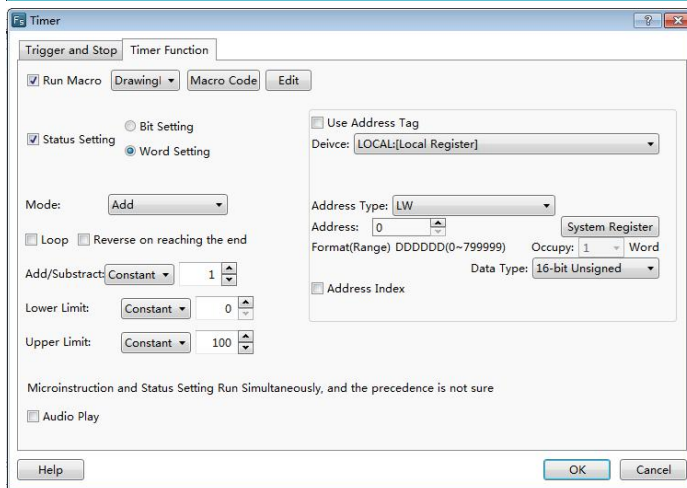 Fs Timer
Trigger and Stop Timer Function
Run Macro DrawingI Macro Code Edit
Status Setting
Bit Setting
Word Setting
Use Address Tag
Deivce: LOCAL:[Local Register]
Mode: Add
Address Type: LW
Address: 0 System Register
Loop Reverse on reaching the end
Format(Range) DDDDDD(0~799999) Occupy: 1 Word
Add/Substract: Constant 1
Data Type: 16-bit Unsigned
Address Index
Lower Limit: Constant 0
Upper Limit: Constant 100
Microinstruction and Status Setting Run Simultaneously, and the precedence is not sure
Audio Play
Help OK Cancel